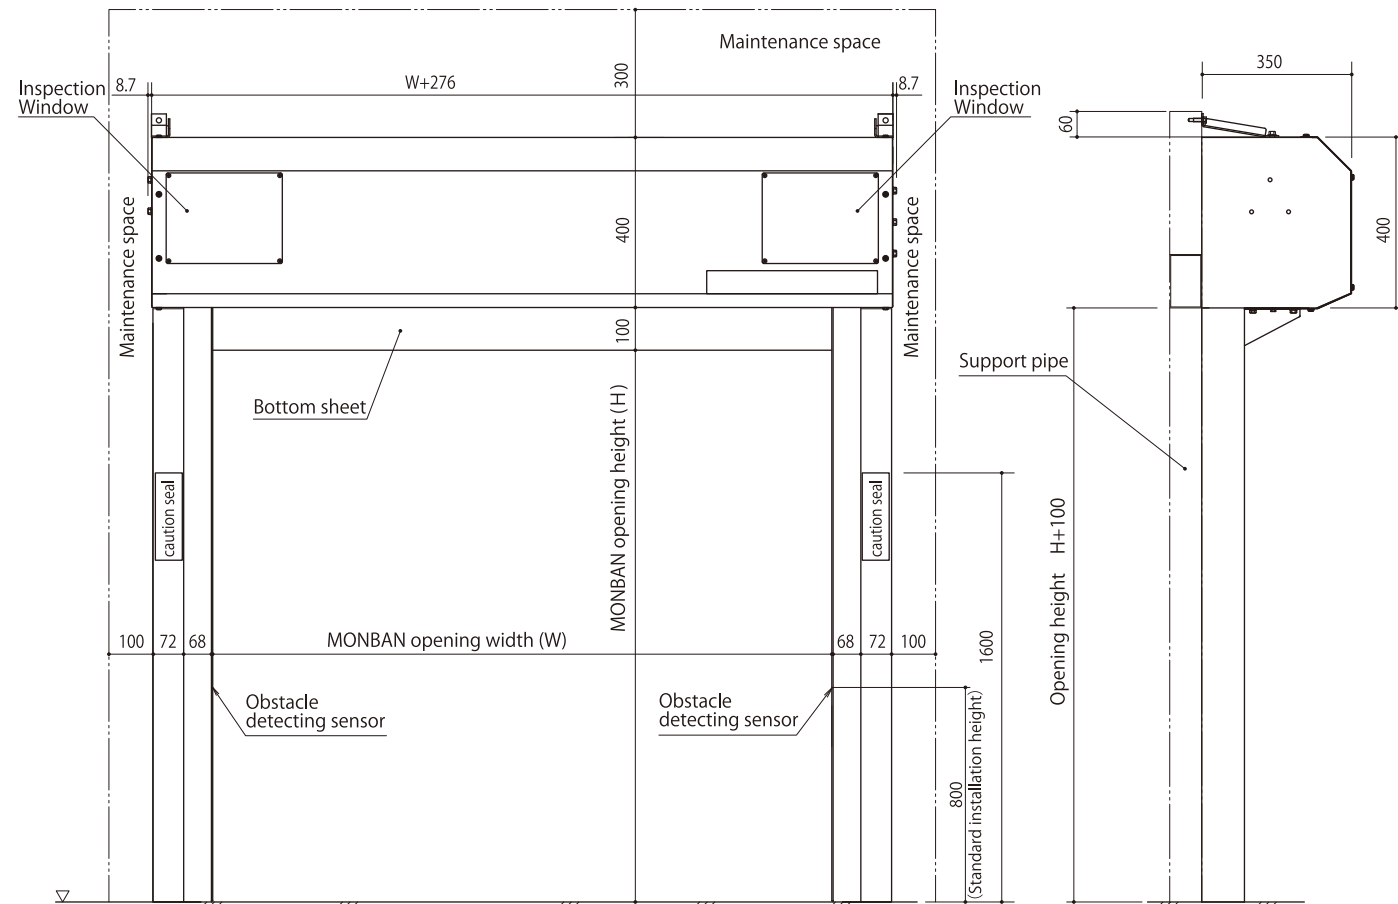 Maintenance space
300
350
8.7
W+276
8.7
Inspection
Window
Inspection
Window
60
Maintenance space
400
Maintenance space
400
100
Support pipe
Bottom sheet
MONBAN opening height (H)
caution seal
caution seal
Opening height H+100
1600
100
72
68
MONBAN opening width (W)
68
72
100
Obstacle
detecting sensor
Obstacle
detecting sensor
800
(Standard installation height)